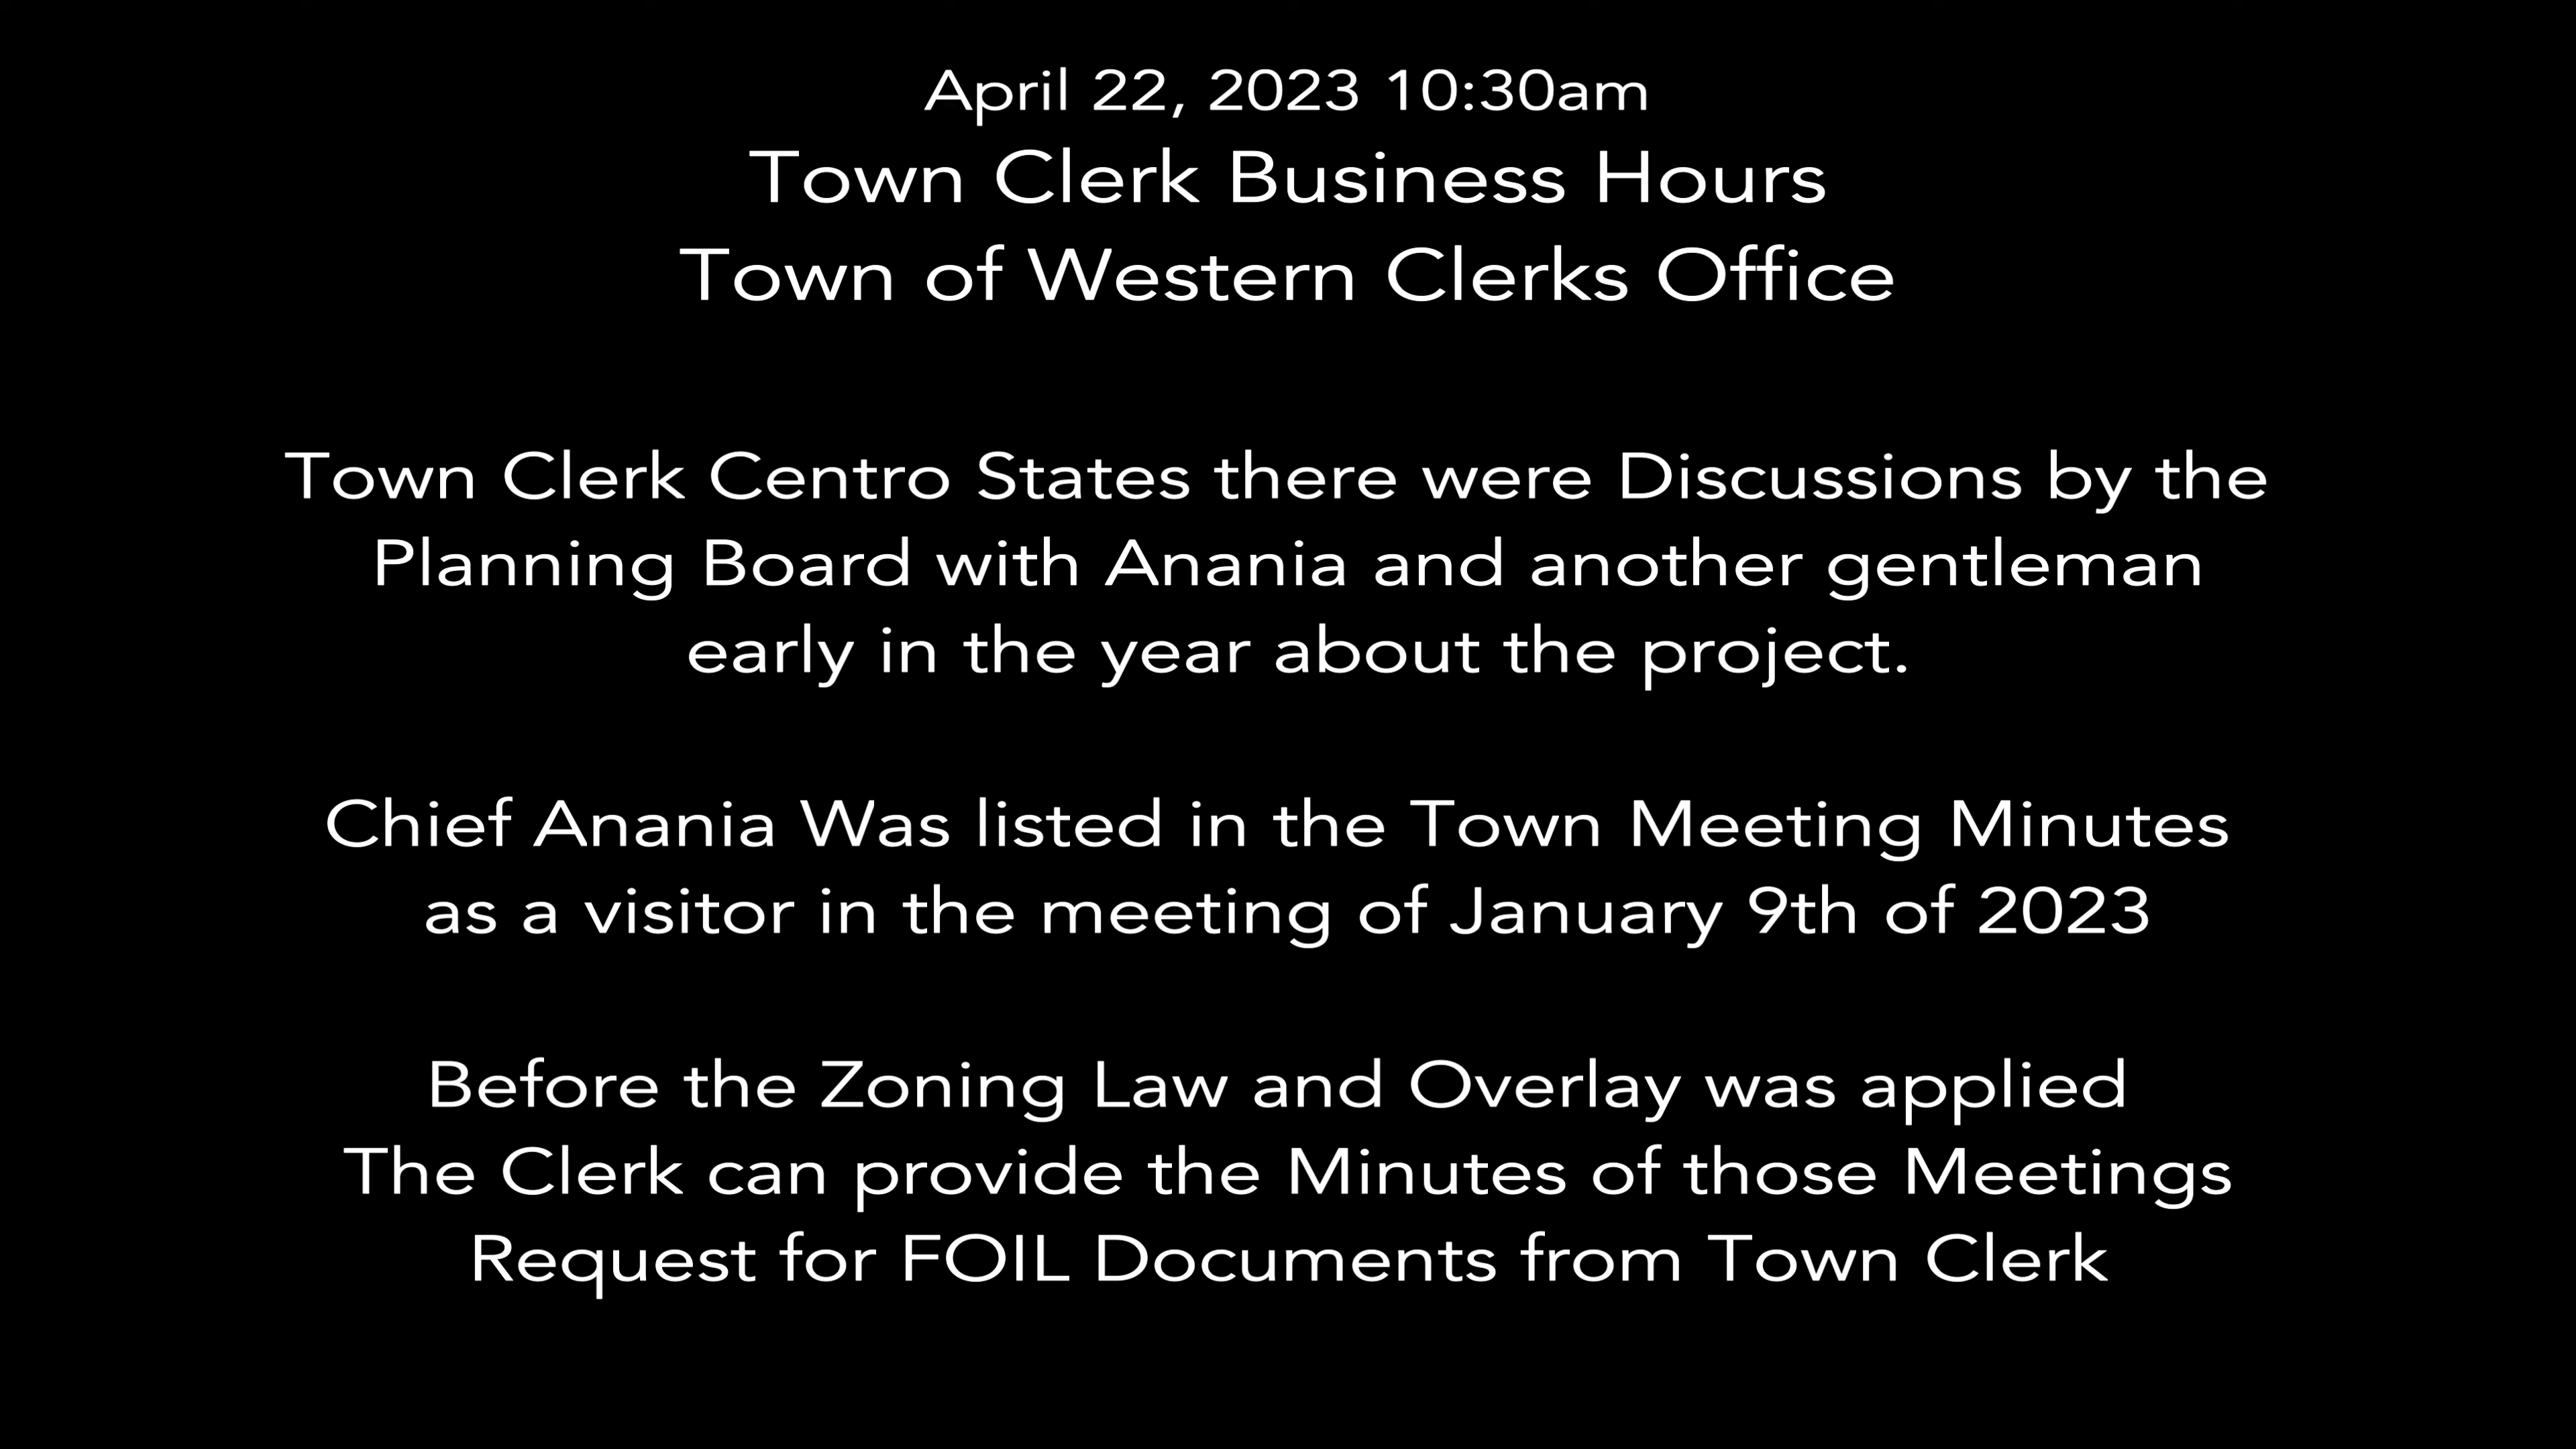 April 22, 2023 10:30am
Town Clerk Business Hours
Town of Western Clerks Office
Town Clerk Centro States there were Discussions by the
Planning Board with Anania and another gentleman
early in the year about the project.
Chief Anania Was listed in the Town Meeting Minutes
as a visitor in the meeting of January 9th of 2023
Before the Zoning Law and Overlay was applied
The Clerk can provide the Minutes of those Meetings
Request for FOIL Documents from Town Clerk